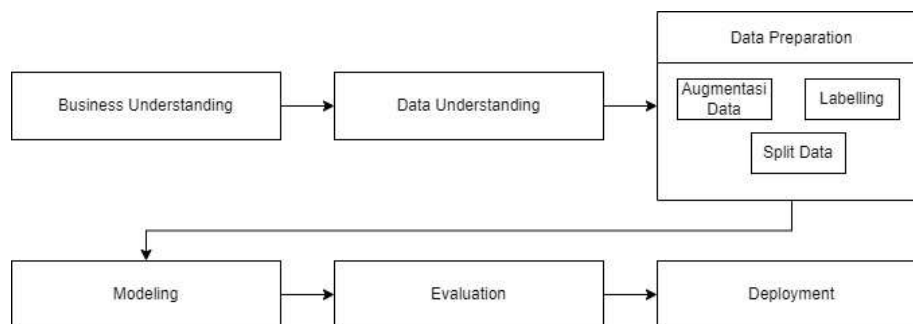 Data Preparation
Business Understanding
Data Understanding
Augmentasi
Data
Labelling
Split Data
Modeling
Evaluation
Deployment